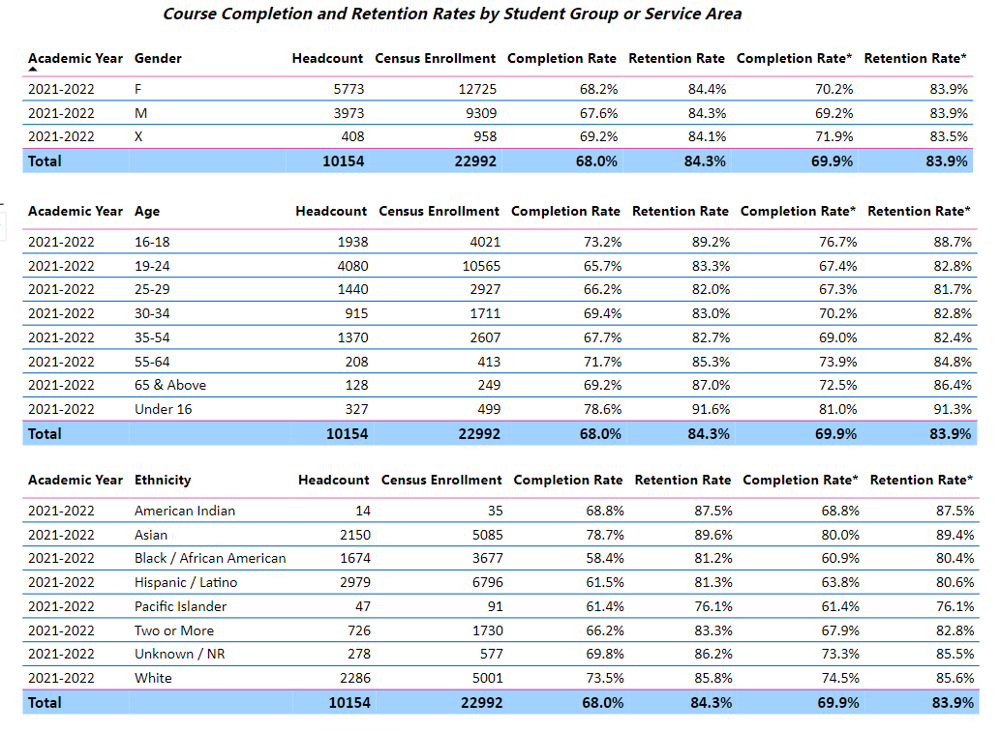 Course Completion and Retention Rates by Student Group or Service Area
Academic Year Gender Headcount Census Enrollment Completion Rate Retention Rate Completion Rate* Retention Rate*
2021-2022 F 5773 12725 68.2% 84.4% 70.2% 83.9%
2021-2022 M 3973 9309 67.6% 84.3% 69.2% 83.9%
2021-2022 X 408 958 69.2% 84.1% 71.9% 83.5%
Total 10154 22992 68.0% 84.3% 69.9% 83.9%
Academic Year Age Headcount Census Enrollment Completion Rate Retention Rate Completion Rate* Retention Rate*
2021-2022 16-18 1938 4021 73.2% 89.2% 76.7% 88.7%
2021-2022 19-24 4080 10565 65.7% 83.3% 67.4% 82.8%
2021-2022 25-29 1440 2927 66.2% 82.0% 67.3% 81.7%
2021-2022 30-34 915 1711 69.4% 83.0% 70.2% 82.8%
2021-2022 35-54 1370 2607 67.7% 82.7% 69.0% 82.4%
2021-2022 55-64 208 413 71.7% 85.3% 73.9% 84.8%
2021-2022 65 & Above 128 249 69.2% 87.0% 72.5% 86.4%
2021-2022 Under 16 327 499 78.6% 91.6% 81.0% 91.3%
Total 10154 22992 68.0% 84.3% 69.9% 83.9%
Academic Year Ethnicity Headcount Census Enrollment Completion Rate Retention Rate Completion Rate* Retention Rate*
2021-2022 American Indian 14 35 68.8% 87.5% 68.8% 87.5%
2021-2022 Asian 2150 5085 78.7% 89.6% 80.0% 89.4%
2021-2022 Black / African American 1674 3677 58.4% 81.2% 60.9% 80.4%
2021-2022 Hispanic / Latino 2979 6796 61.5% 81.3% 63.8% 80.6%
2021-2022 Pacific Islander 47 91 61.4% 76.1% 61.4% 76.1%
2021-2022 Two or More 726 1730 66.2% 83.3% 67.9% 82.8%
2021-2022 Unknown / NR 278 577 69.8% 86.2% 73.3% 85.5%
2021-2022 White 2286 5001 73.5% 85.8% 74.5% 85.6%
Total 10154 22992 68.0% 84.3% 69.9% 83.9%